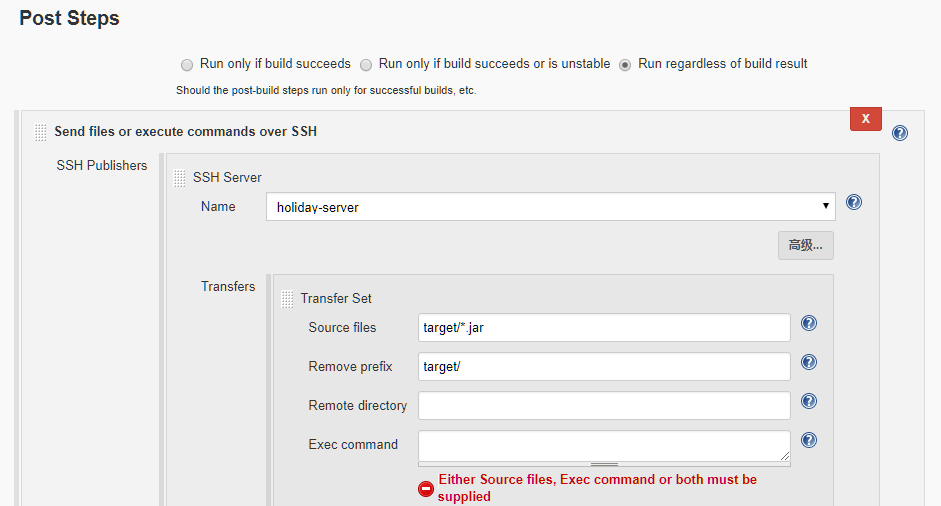 Post Steps
Run only if build succeeds Run only if build succeeds or is unstable Run regardless of build result
Should the post-build steps run only for successful builds, etc.
Send files or execute commands over SSH
X
SSH Publishers
SSH Server
Name
holiday-server
高级...
Transfers
Transfer Set
Source files
target/*.jar
Remove prefix
target/
Remote directory
Exec command
Either Source files, Exec command or both must be
supplied